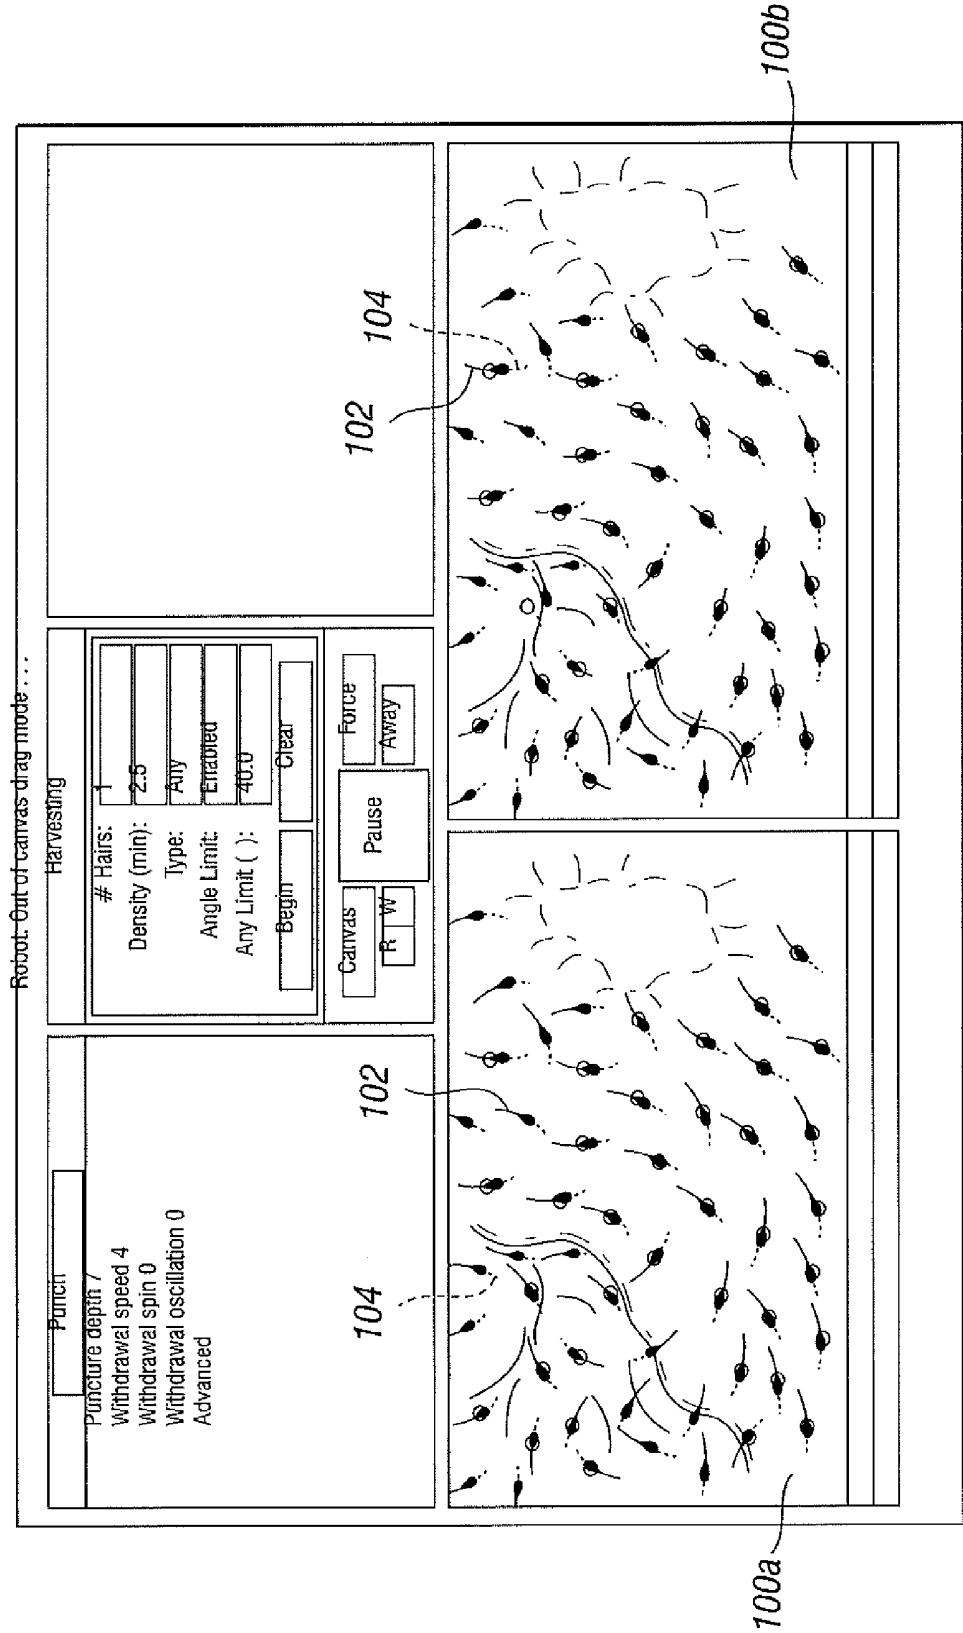 Robot: Out of canvas drag mode . . .
Punch
Puncture depth 7
Withdrawal speed 4
Withdrawal spin 0
Withdrawal oscillation 0
Advanced
Harvesting
# Hairs: 1
Density (min): 2.5
Type: Any
Angle Limit: Enabled
Any Limit ( ): 40.0
Begin Clear
Canvas Pause Force
R W Away
104 102 102 104
100a 100b